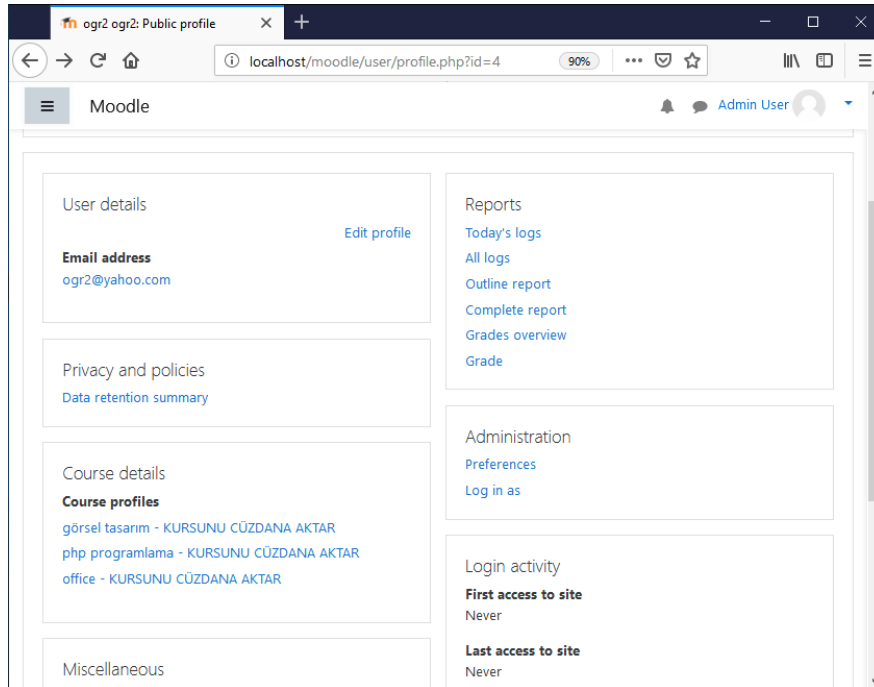 ogr2 ogr2: Public profile
localhost/moodle/user/profile.php?id=4
90%
Moodle
Admin User
User details
Edit profile
Email address
ogr2@yahoo.com
Privacy and policies
Data retention summary
Course details
Course profiles
görsel tasarım - KURSUNU CÜZDANA AKTAR
php programlama - KURSUNU CÜZDANA AKTAR
office - KURSUNU CÜZDANA AKTAR
Miscellaneous
Reports
Today's logs
All logs
Outline report
Complete report
Grades overview
Grade
Administration
Preferences
Log in as
Login activity
First access to site
Never
Last access to site
Never